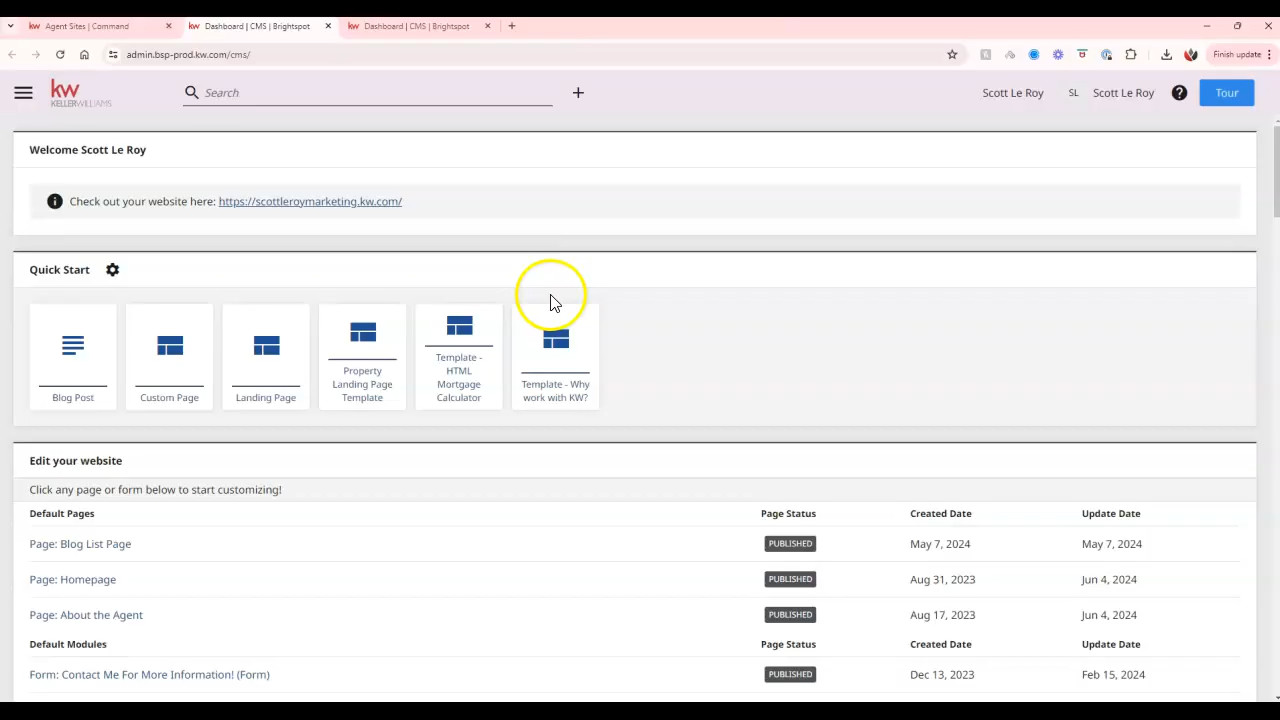 Agent Sites | Command
Dashboard | CMS | Brightspot
Dashboard | CMS | Brightspot
admin.bsp-prod.kw.com/cms/
Finish update
kw
KELLERWILLIAMS
Search
Scott Le Roy
SL
Scott Le Roy
Tour
Welcome Scott Le Roy
Check out your website here: https://scottleroymarketing.kw.com/
Quick Start
Blog Post
Custom Page
Landing Page
Property
Landing Page
Template
Template -
HTML
Mortgage
Calculator
Template - Why
work with KW?
Edit your website
Click any page or form below to start customizing!
Default Pages Page Status Created Date Update Date
Page: Blog List Page PUBLISHED May 7, 2024 May 7, 2024
Page: Homepage PUBLISHED Aug 31, 2023 Jun 4, 2024
Page: About the Agent PUBLISHED Aug 17, 2023 Jun 4, 2024
Default Modules Page Status Created Date Update Date
Form: Contact Me For More Information! (Form) PUBLISHED Dec 13, 2023 Feb 15, 2024